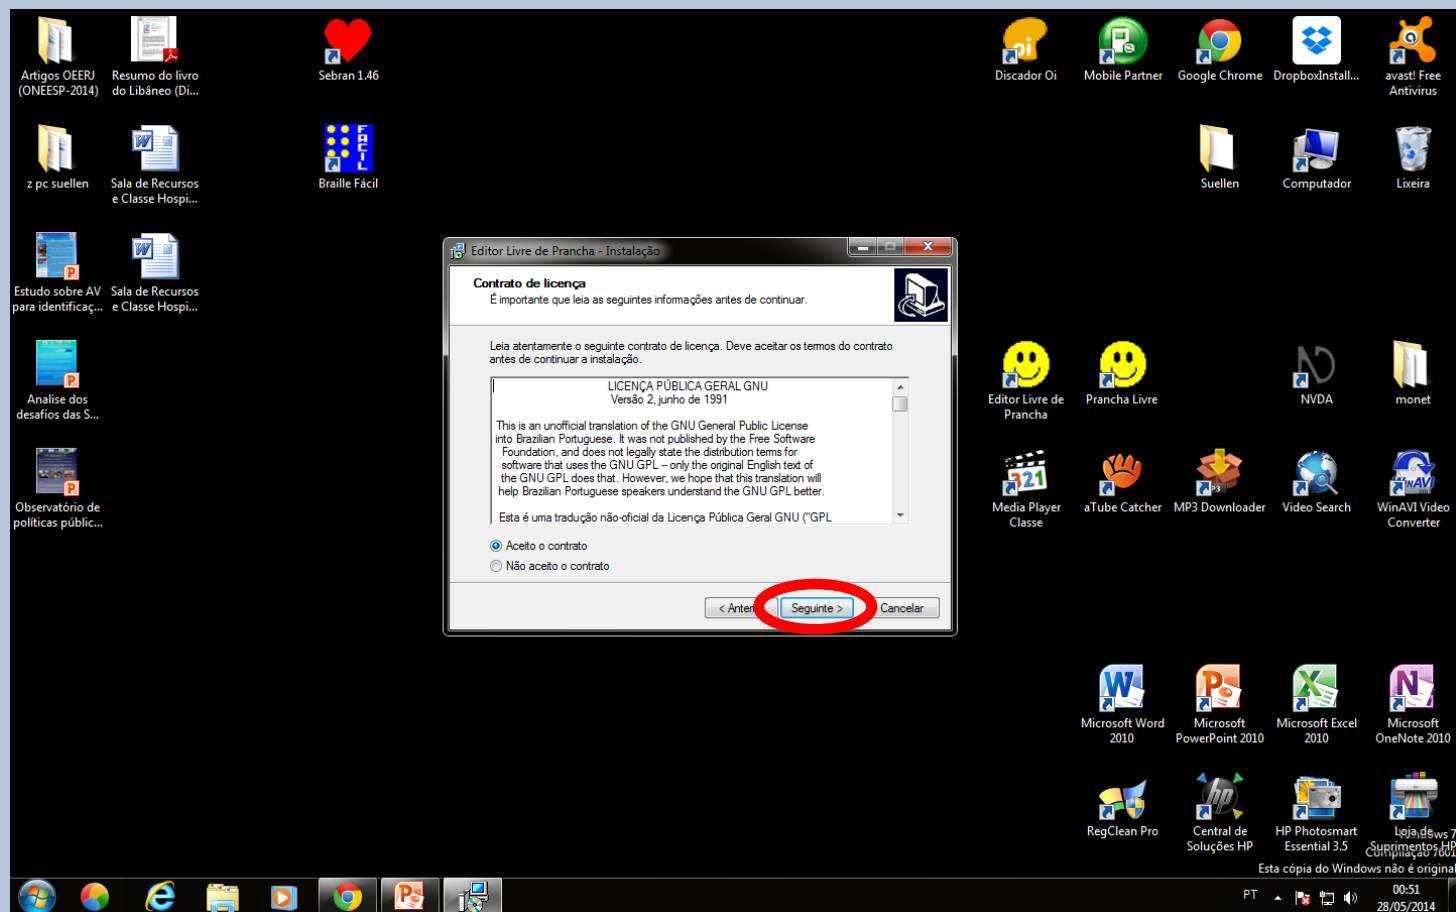 Artigos OEERJ
(ONEESP-2014)
Resumo do livro
do Libâneo (Di...
Sebran 1.46
Discador Oi
Mobile Partner
Google Chrome
DropboxInstall...
avast! Free
Antivirus
z pc suellen
Sala de Recursos
e Classe Hospi...
FACIL
Braille Fácil
Suellen
Computador
Lixeira
Estudo sobre AV
para identificaç...
Sala de Recursos
e Classe Hospi...
Editor Livre de Prancha - Instalação
Contrato de licença
É importante que leia as seguintes informações antes de continuar.
Leia atentamente o seguinte contrato de licença. Deve aceitar os termos do contrato
antes de continuar a instalação.
LICENÇA PÚBLICA GERAL GNU
Versão 2, junho de 1991
This is an unofficial translation of the GNU General Public License
into Brazilian Portuguese. It was not published by the Free Software
Foundation, and does not legally state the distribution terms for
software that uses the GNU GPL -- only the original English text of
the GNU GPL does that. However, we hope that this translation will
help Brazilian Portuguese speakers understand the GNU GPL better.
Esta é uma tradução não-oficial da Licença Pública Geral GNU ("GPL
Aceito o contrato
Não aceito o contrato
Seguinte >
Cancelar
Analise dos
desafios das S...
Editor Livre de
Prancha
Prancha Livre
NVDA
monet
Observatório de
políticas públic...
321
Media Player
Classe
aTube Catcher
MP3 Downloader
Video Search
WinAVI Video
Converter
Microsoft Word
2010
Microsoft
PowerPoint 2010
Microsoft Excel
2010
Microsoft
OneNote 2010
RegClean Pro
Central de
Soluções HP
HP Photosmart
Essential 3.5
Loja de
Suprimentos HP
Esta cópia do Windows não é original
PT
00:51
28/05/2014